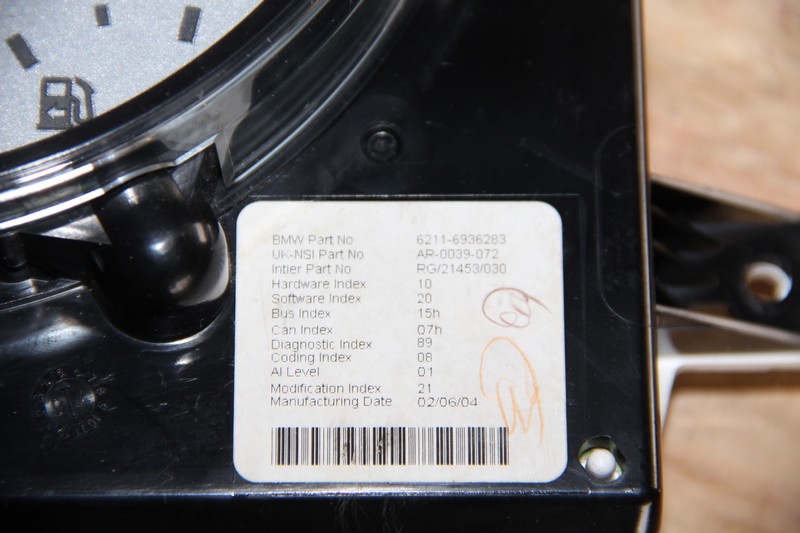 BMW Part No 6211-6936283
UK-NSI Part No AR-0039-072
Intier Part No RG/21453/030
Hardware Index 10
Software Index 20
Bus Index 15h
Can Index 07h
Diagnostic Index 89
Coding Index 08
AI Level 01
Modification Index 21
Manufacturing Date 02/06/04